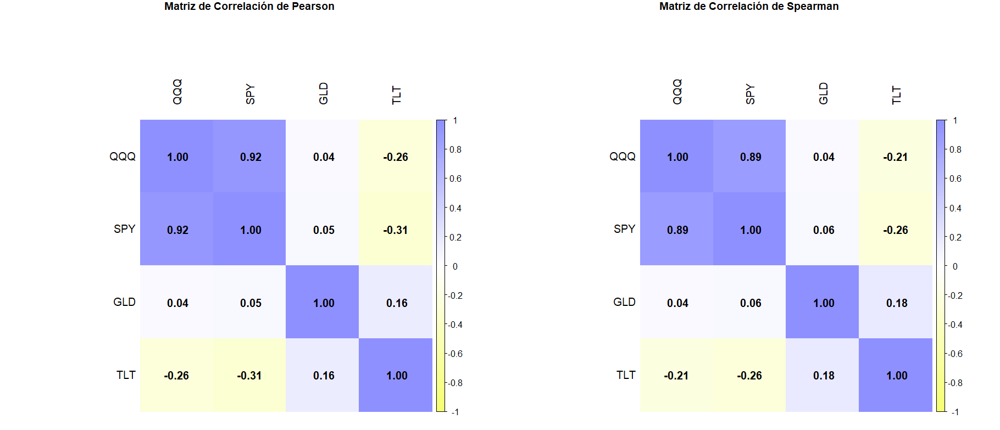 Matriz de Correlación de Pearson
QQQ SPY GLD TLT
QQQ 1.00 0.92 0.04 -0.26
SPY 0.92 1.00 0.05 -0.31
GLD 0.04 0.05 1.00 0.16
TLT -0.26 -0.31 0.16 1.00
1
0.8
0.6
0.4
0.2
0
-0.2
-0.4
-0.6
-0.8
-1
Matriz de Correlación de Spearman
QQQ SPY GLD TLT
QQQ 1.00 0.89 0.04 -0.21
SPY 0.89 1.00 0.06 -0.26
GLD 0.04 0.06 1.00 0.18
TLT -0.21 -0.26 0.18 1.00
1
0.8
0.6
0.4
0.2
0
-0.2
-0.4
-0.6
-0.8
-1